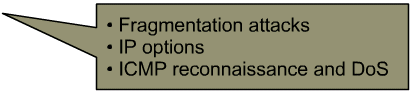 • Fragmentation attacks
• IP options
• ICMP reconnaissance and DoS